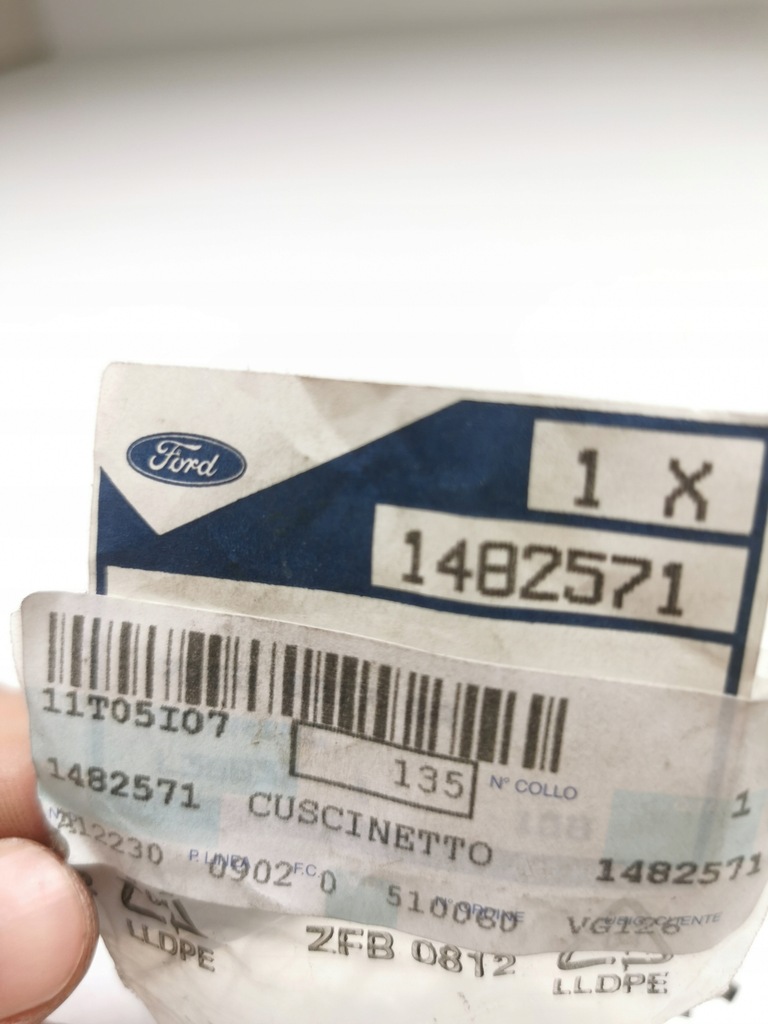 Ford
1 X
1482571
11T05I07
135 N° COLLO
1482571 CUSCINETTO
1
1482571
P. LINEA F.C. N° ORDINE
0902 0 510060 VG126
LLDPE ZFB 0812 LLDPE